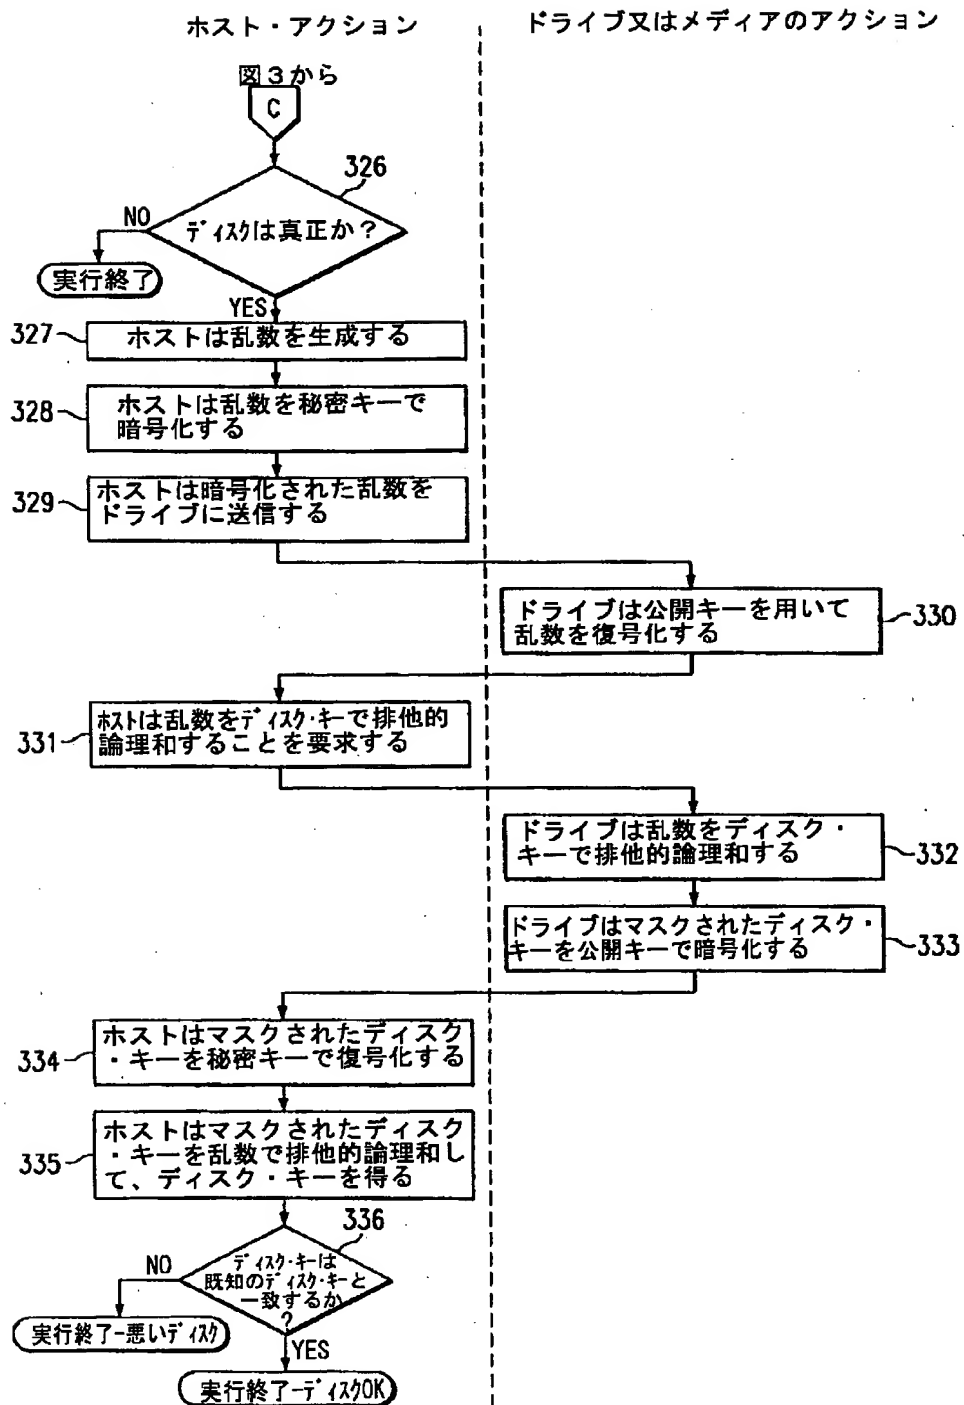 ホスト・アクション
ドライブ又はメディアのアクション
図3から
C
326
ディスクは真正か?
NO
実行終了
YES
327
ホストは乱数を生成する
328
ホストは乱数を秘密キーで
暗号化する
329
ホストは暗号化された乱数を
ドライブに送信する
ドライブは公開キーを用いて
乱数を復号化する
330
331
ホストは乱数をディスク・キーで排他的
論理和することを要求する
ドライブは乱数をディスク・
キーで排他的論理和する
332
ドライブはマスクされたディスク・
キーを公開キーで暗号化する
333
334
ホストはマスクされたディスク
・キーを秘密キーで復号化する
335
ホストはマスクされたディスク
・キーを乱数で排他的論理和し
て、ディスク・キーを得る
336
ディスク・キーは
既知のディスク・キーと
一致するか
?
NO
実行終了-悪いディスク
YES
実行終了-ディスクOK